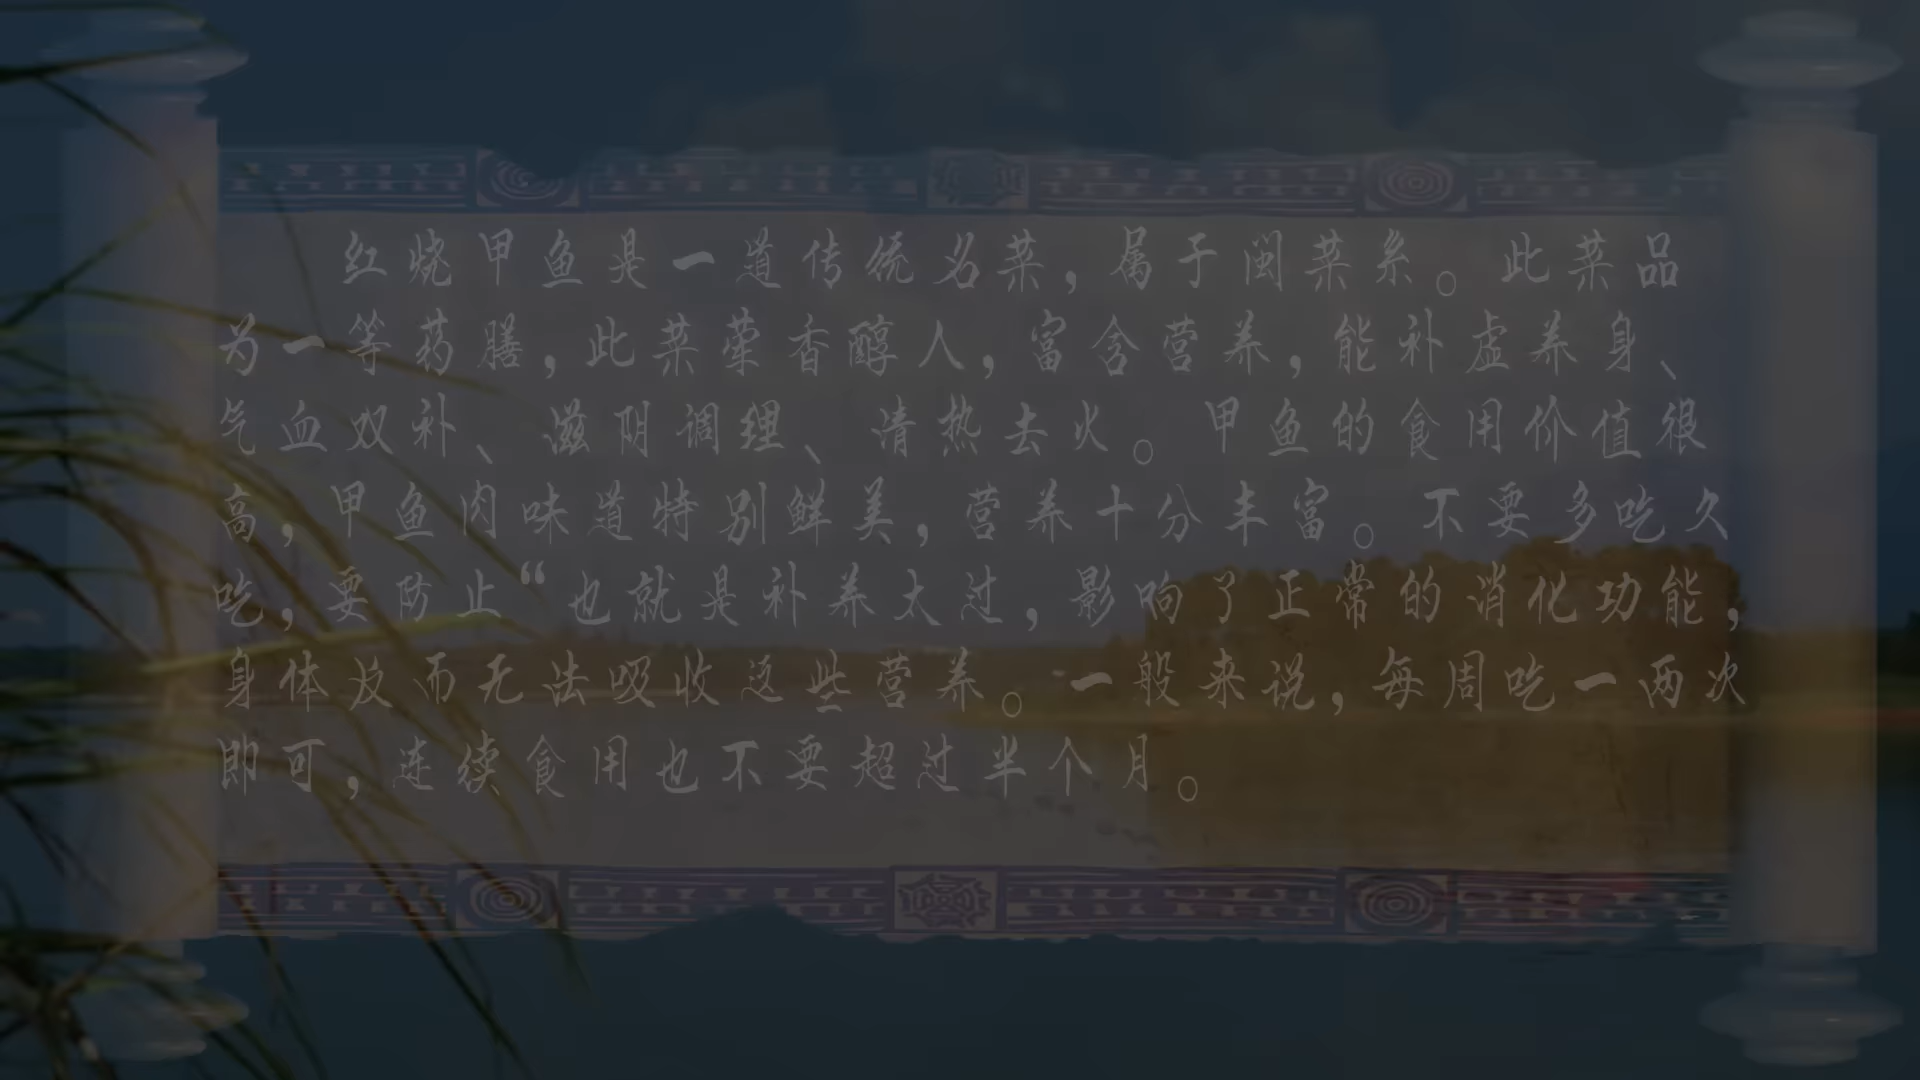 红烧甲鱼是一道传统名菜，属于闽菜系。此菜品
为一等药膳，此菜荤香醇人，富含营养，能补虚养身、
气血双补、滋阴调理、清热去火。甲鱼的食用价值很
高，甲鱼肉味道特别鲜美，营养十分丰富。不要多吃久
吃，要防止“也就是补养太过，影响了正常的消化功能，
身体反而无法吸收这些营养。一般来说，每周吃一两次
即可，连续食用也不要超过半个月。